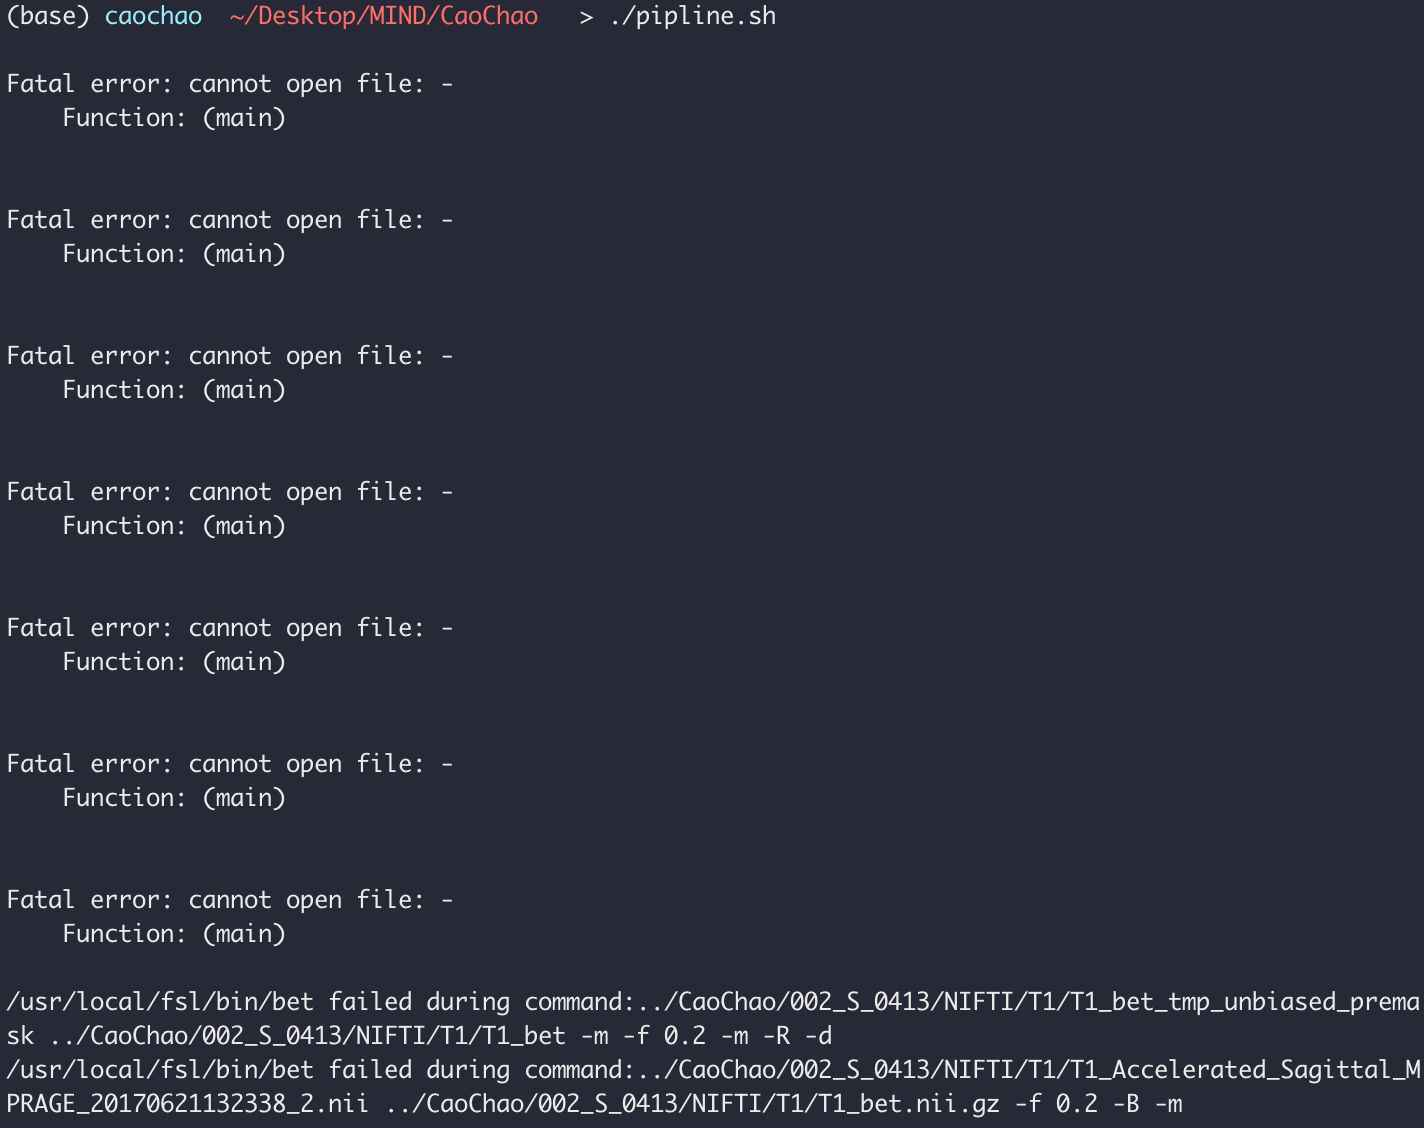 (base) caochao  ~/Desktop/MIND/CaoChao   > ./pipline.sh
Fatal error: cannot open file: -
    Function: (main)
Fatal error: cannot open file: -
    Function: (main)
Fatal error: cannot open file: -
    Function: (main)
Fatal error: cannot open file: -
    Function: (main)
Fatal error: cannot open file: -
    Function: (main)
Fatal error: cannot open file: -
    Function: (main)
Fatal error: cannot open file: -
    Function: (main)
/usr/local/fsl/bin/bet failed during command:../CaoChao/002_S_0413/NIFTI/T1/T1_bet_tmp_unbiased_prema
sk ../CaoChao/002_S_0413/NIFTI/T1/T1_bet -m -f 0.2 -m -R -d
/usr/local/fsl/bin/bet failed during command:../CaoChao/002_S_0413/NIFTI/T1/T1_Accelerated_Sagittal_M
PRAGE_20170621132338_2.nii ../CaoChao/002_S_0413/NIFTI/T1/T1_bet.nii.gz -f 0.2 -B -m